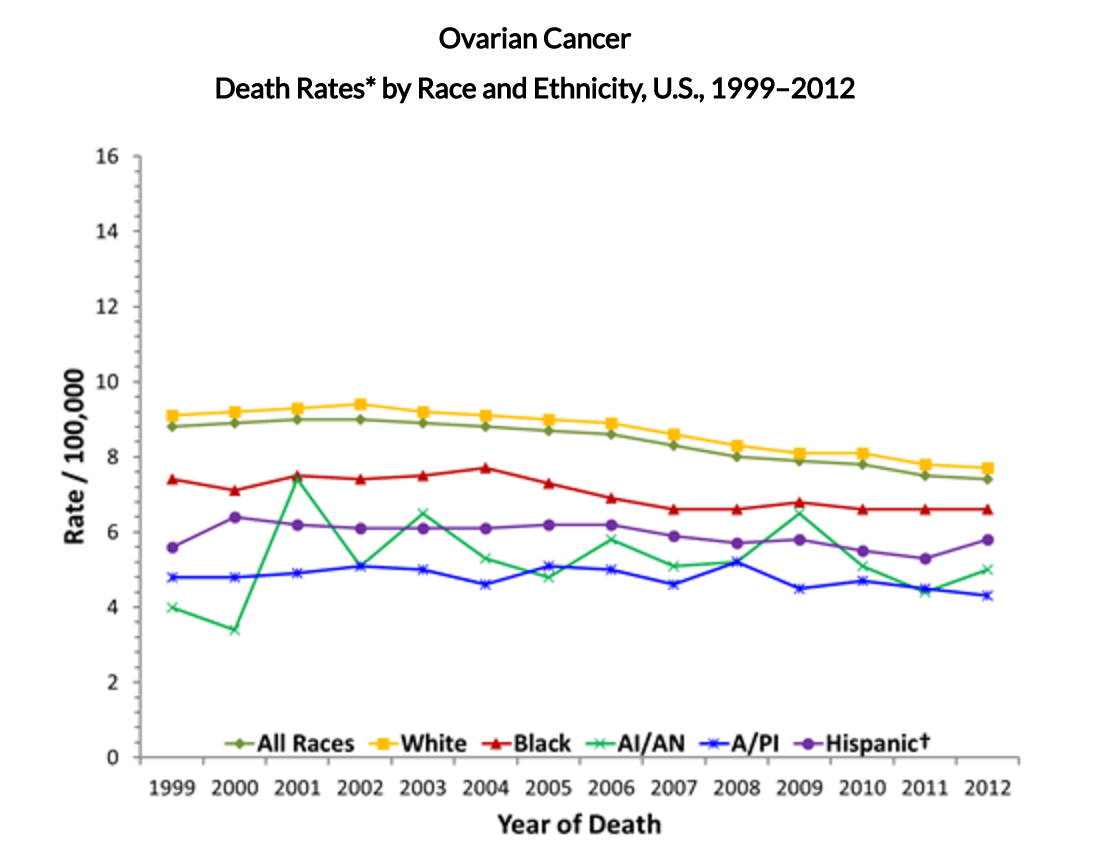 Ovarian Cancer
Death Rates* by Race and Ethnicity, U.S., 1999–2012
16
14
12
10
8
6
4
2
0
Rate / 100,000
All Races White Black AI/AN A/PI Hispanic†
1999 2000 2001 2002 2003 2004 2005 2006 2007 2008 2009 2010 2011 2012
Year of Death